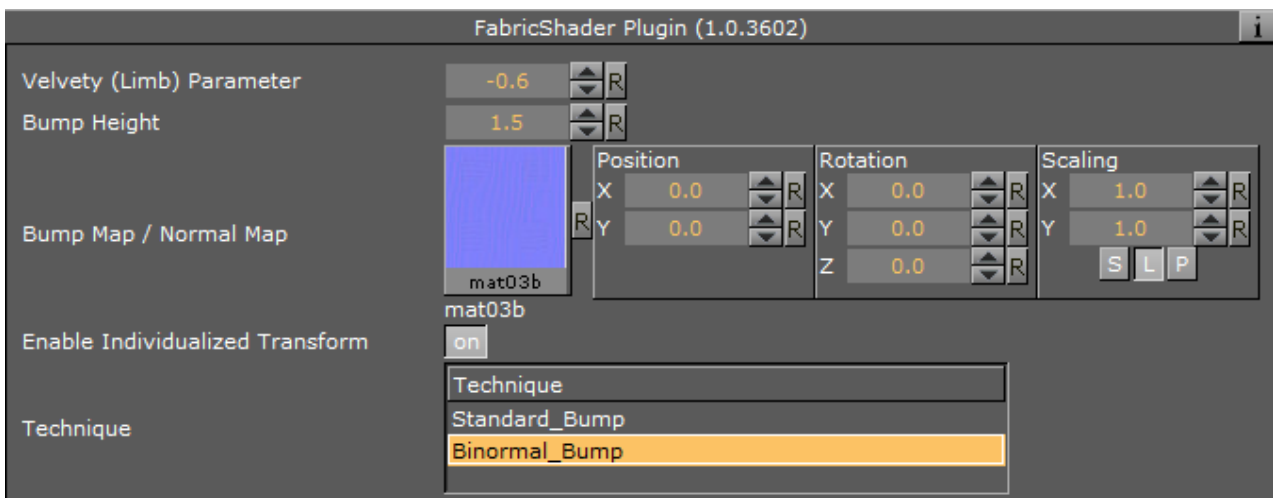 FabricShader Plugin (1.0.3602) i
Velvety (Limb) Parameter -0.6 R
Bump Height 1.5 R
Position Rotation Scaling
X 0.0 R X 0.0 R X 1.0 R
Bump Map / Normal Map R Y 0.0 R Y 0.0 R Y 1.0 R
mat03b Z 0.0 R S L P
mat03b
Enable Individualized Transform on
Technique
Technique Standard_Bump
Binormal_Bump